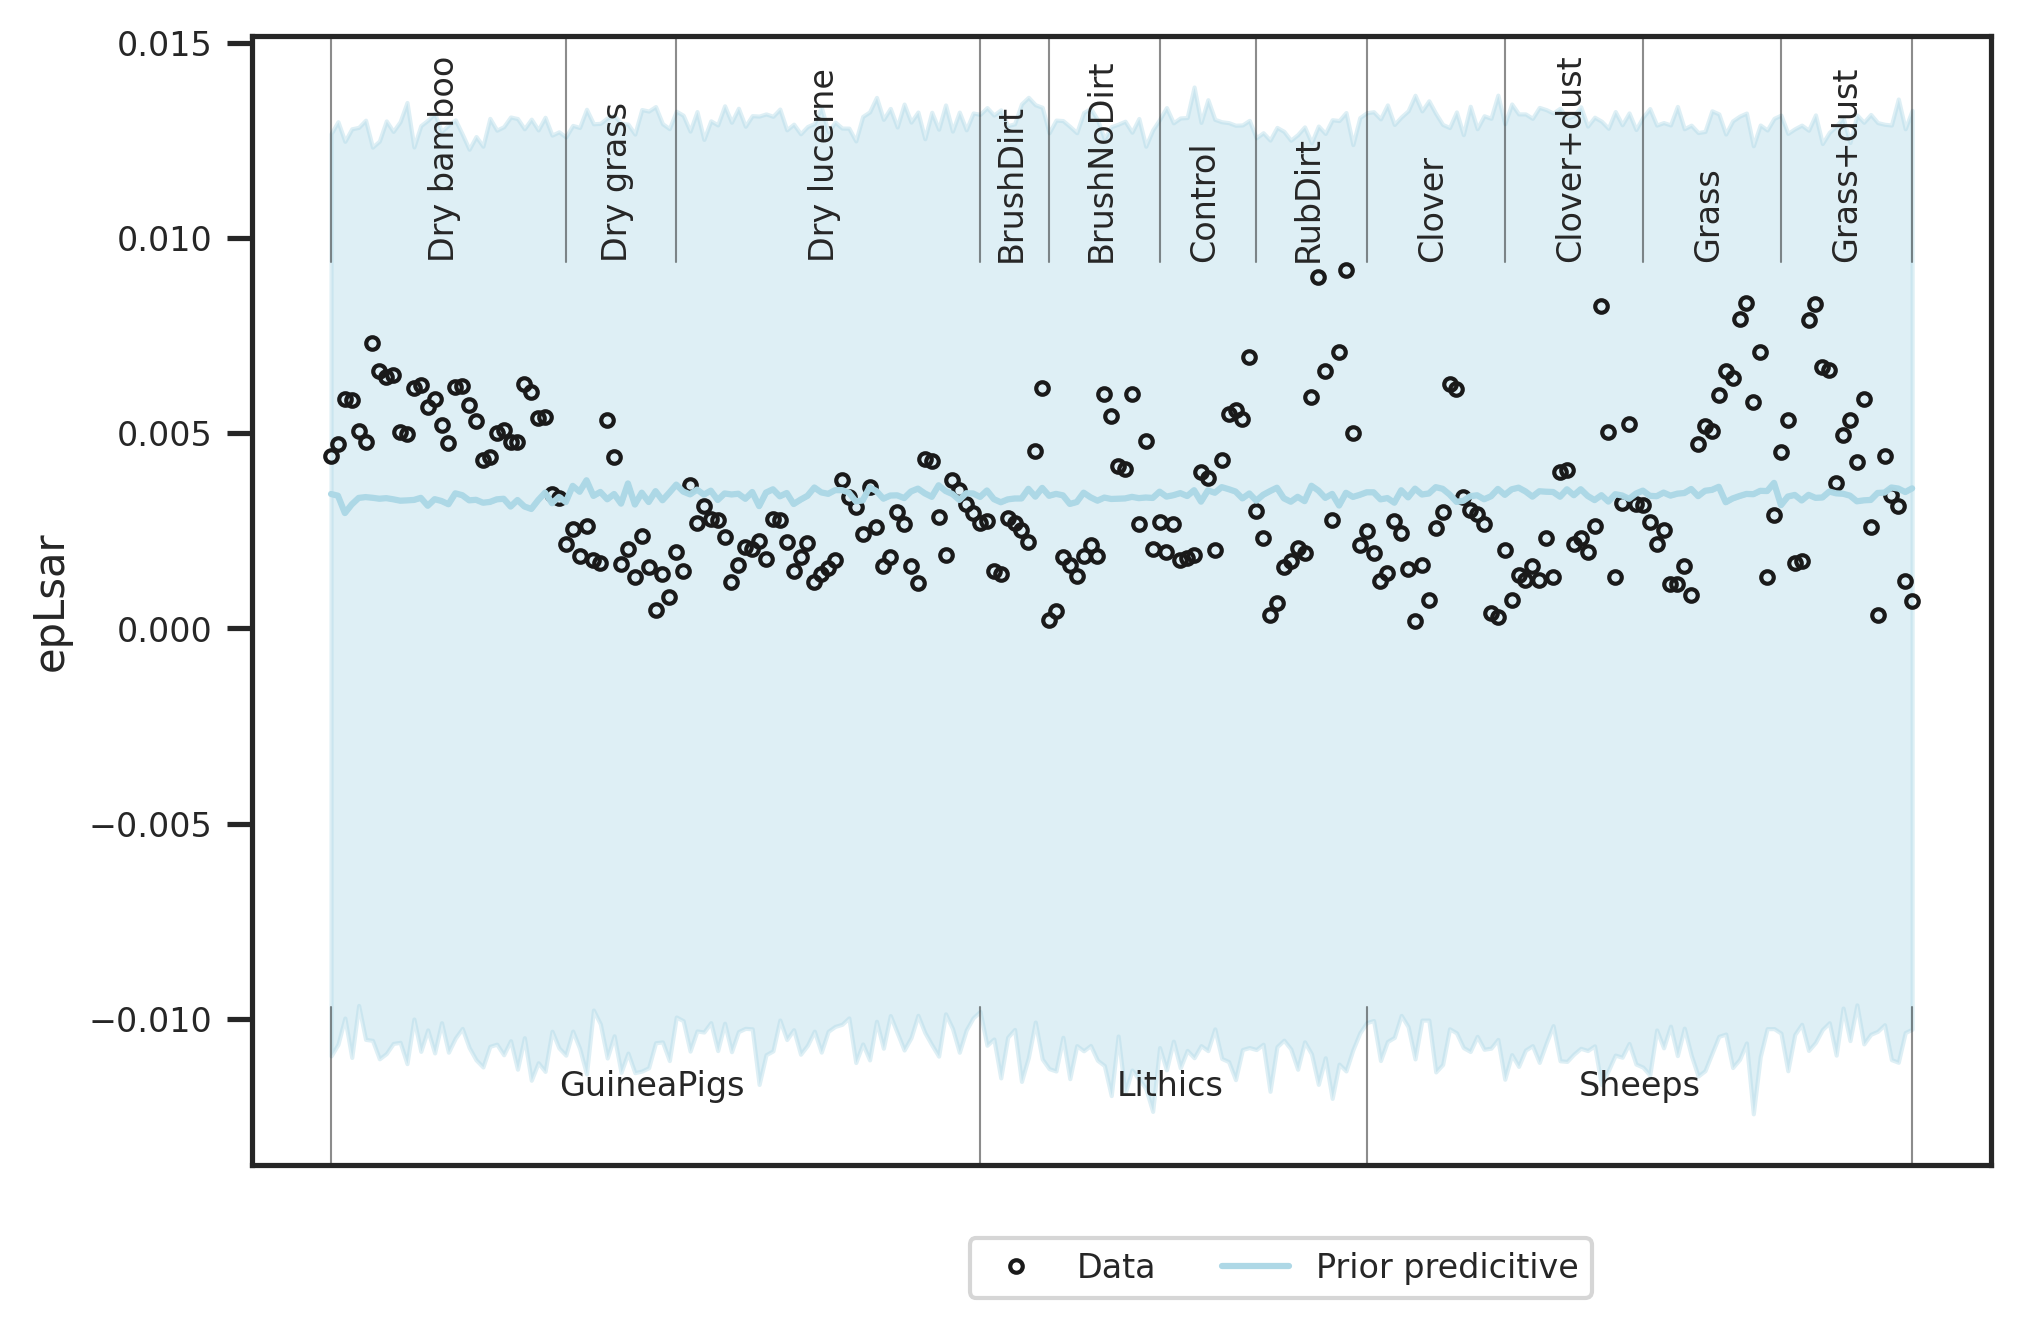 0.015
0.010
0.005
0.000
−0.005
−0.010
epLsar
Dry bamboo
Dry grass
Dry lucerne
BrushDirt
BrushNoDirt
Control
RubDirt
Clover
Clover+dust
Grass
Grass+dust
GuineaPigs
Lithics
Sheeps
Data
Prior predicitive